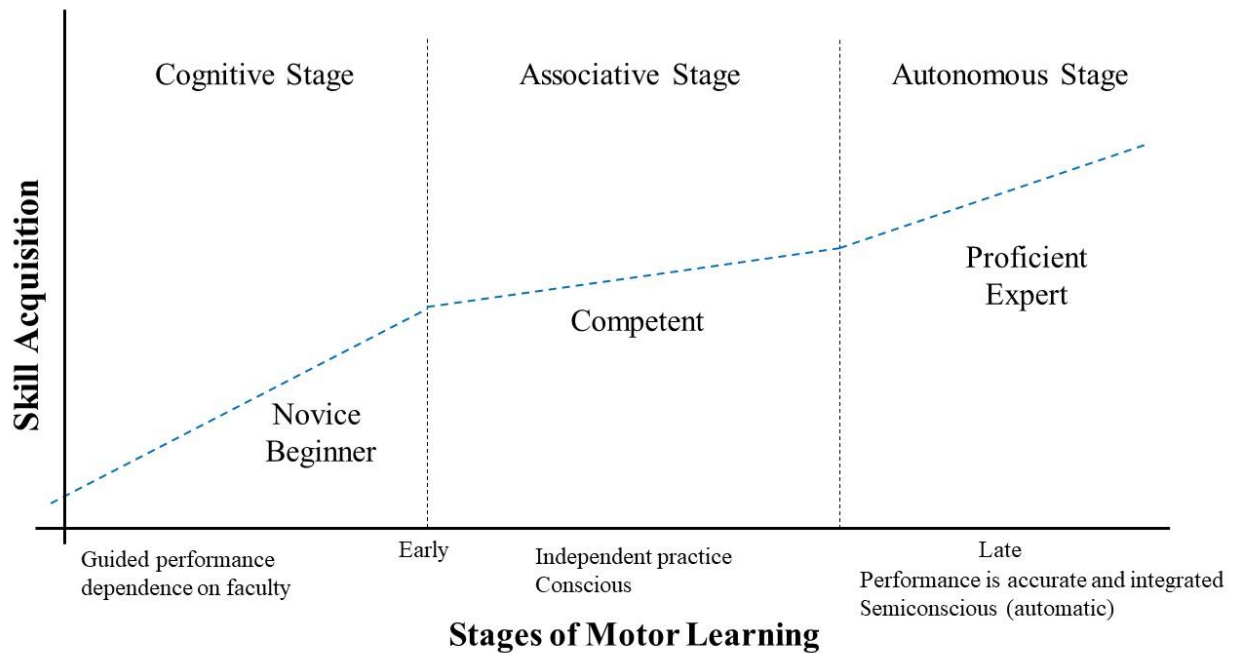 Cognitive Stage
Associative Stage
Autonomous Stage
Skill Acquisition
Novice
Beginner
Competent
Proficient
Expert
Guided performance
dependence on faculty
Early
Independent practice
Conscious
Late
Performance is accurate and integrated
Semiconscious (automatic)
Stages of Motor Learning